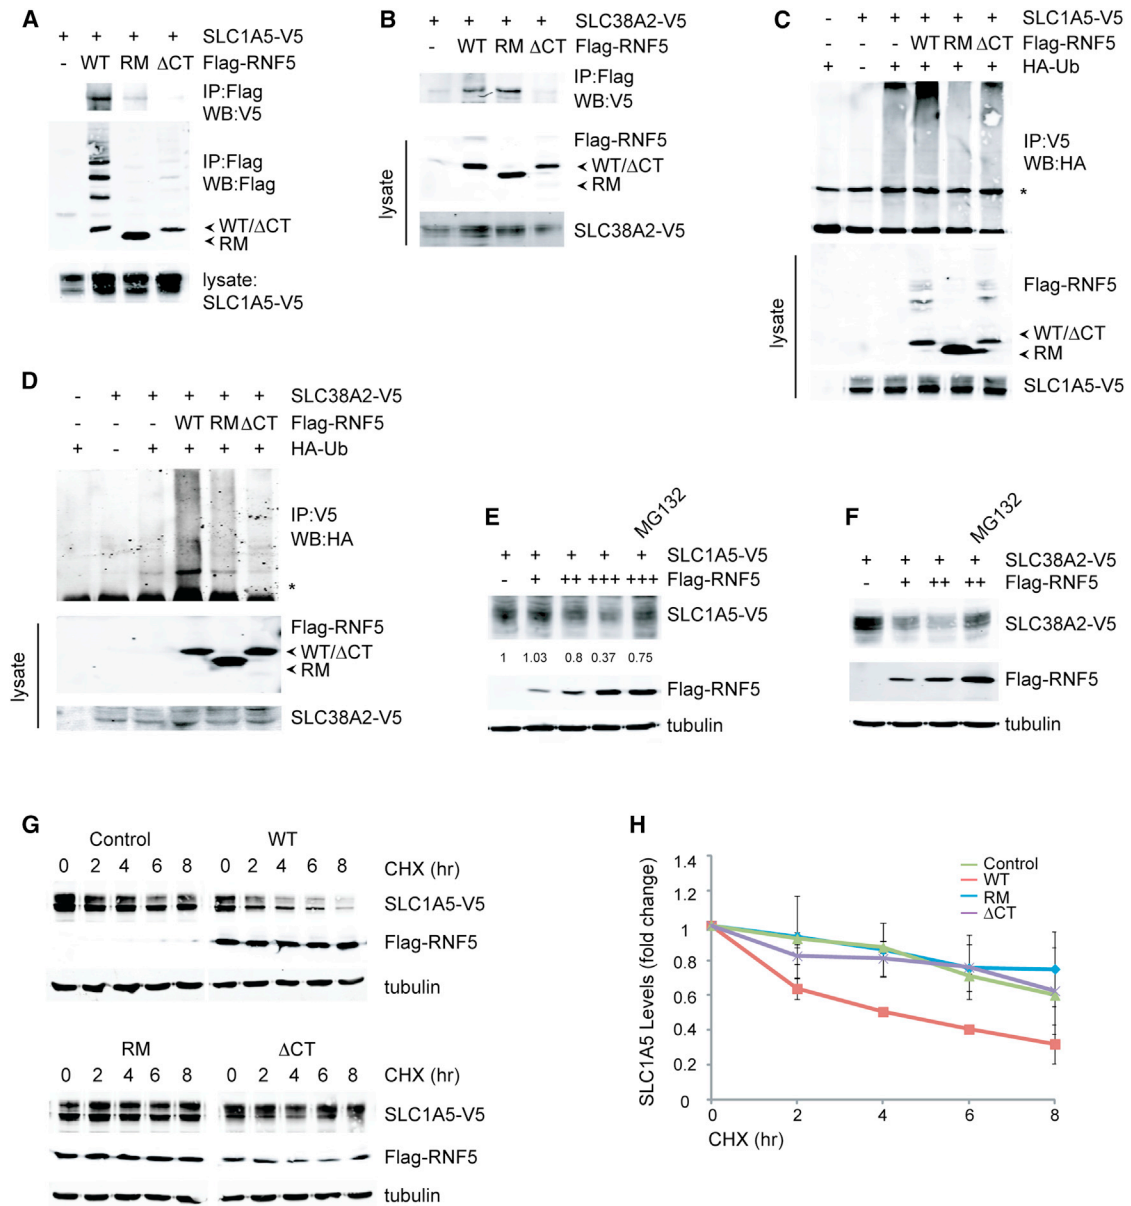 A
+ + + + SLC1A5-V5
- WT RM ΔCT Flag-RNF5
IP:Flag
WB:V5
IP:Flag
WB:Flag
WT/ΔCT
RM
lysate:
SLC1A5-V5
B
+ + + + SLC38A2-V5
- WT RM ΔCT Flag-RNF5
IP:Flag
WB:V5
Flag-RNF5
WT/ΔCT
RM
SLC38A2-V5
lysate
C
- + + + + + SLC1A5-V5
- - - WT RM ΔCT Flag-RNF5
+ - + + + + HA-Ub
IP:V5
WB:HA
*
Flag-RNF5
WT/ΔCT
RM
SLC1A5-V5
lysate
D
- + + + + + SLC38A2-V5
- - - WT RM ΔCT Flag-RNF5
+ - + + + + HA-Ub
IP:V5
WB:HA
*
Flag-RNF5
WT/ΔCT
RM
SLC38A2-V5
lysate
E
MG132
+ + + + + SLC1A5-V5
- + ++ +++ +++ Flag-RNF5
SLC1A5-V5
1 1.03 0.8 0.37 0.75
Flag-RNF5
tubulin
F
MG132
+ + + + SLC38A2-V5
- + ++ ++ Flag-RNF5
SLC38A2-V5
Flag-RNF5
tubulin
G
Control WT
0 2 4 6 8 0 2 4 6 8 CHX (hr)
SLC1A5-V5
Flag-RNF5
tubulin
RM ΔCT
0 2 4 6 8 0 2 4 6 8 CHX (hr)
SLC1A5-V5
Flag-RNF5
tubulin
H
SLC1A5 Levels (fold change)
1.4
1.2
1
0.8
0.6
0.4
0.2
0
0 2 4 6 8
CHX (hr)
Control
WT
RM
ΔCT